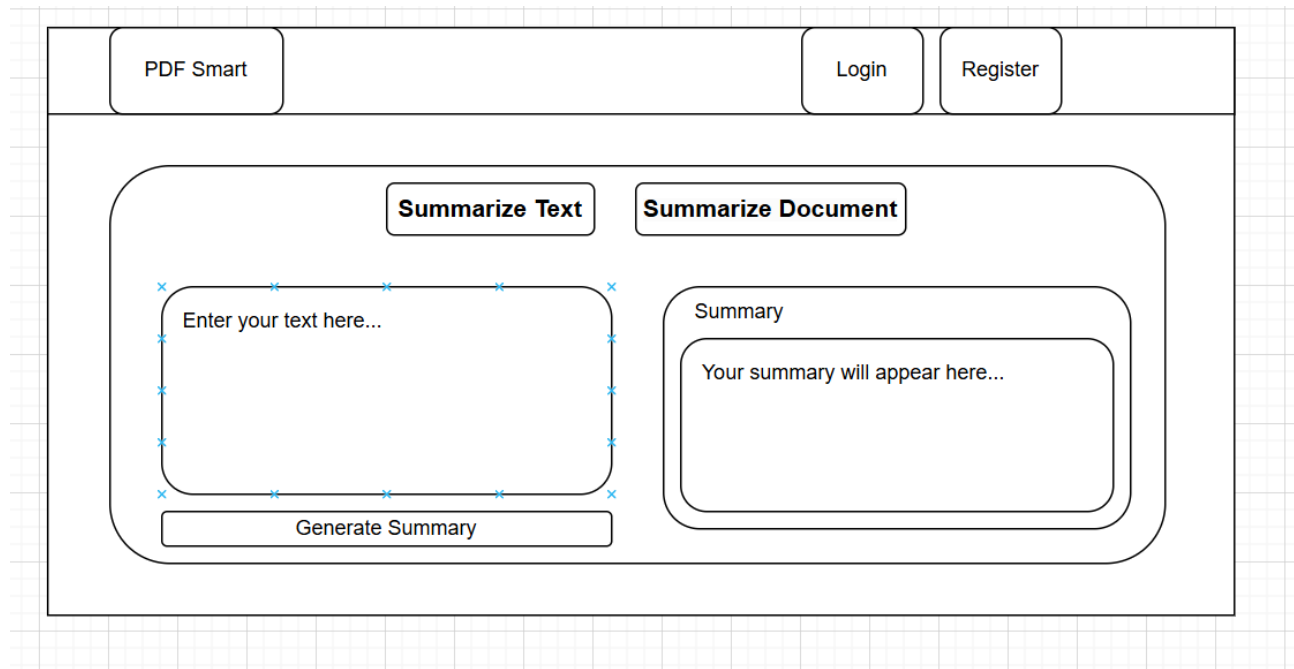 PDF Smart
Login
Register
Summarize Text
Summarize Document
Enter your text here...
Summary
Your summary will appear here...
Generate Summary